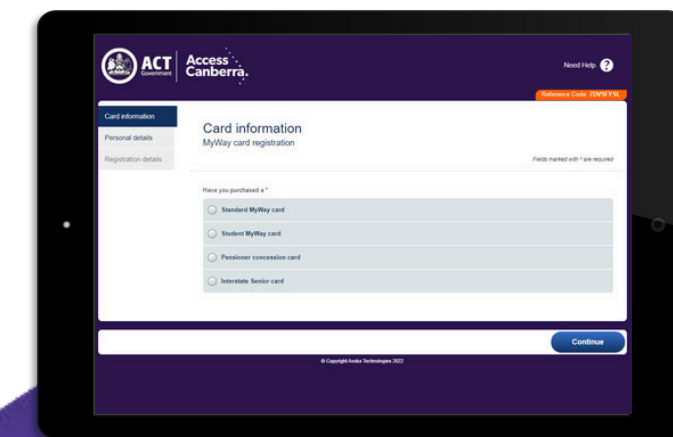 ACT
Government
Access
Canberra.
Need Help ?
Reference Code: 7DV5FYSL
Card information
Personal details
Registration details
Card information
MyWay card registration
Fields marked with * are required
Have you purchased a *
Standard MyWay card
Student MyWay card
Pensioner concession card
Interstate Senior card
Continue
© Copyright Avoka Technologies 2022